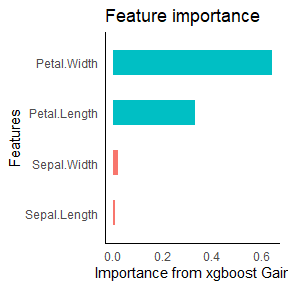 Feature importance
Petal.Width
Petal.Length
Sepal.Width
Sepal.Length
Features
0.0 0.2 0.4 0.6
Importance from xgboost Gain